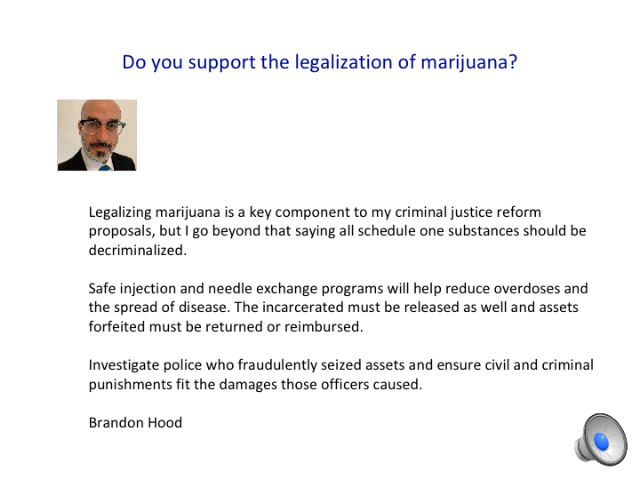 Do you support the legalization of marijuana?
Legalizing marijuana is a key component to my criminal justice reform
proposals, but I go beyond that saying all schedule one substances should be
decriminalized.
Safe injection and needle exchange programs will help reduce overdoses and
the spread of disease. The incarcerated must be released as well and assets
forfeited must be returned or reimbursed.
Investigate police who fraudulently seized assets and ensure civil and criminal
punishments fit the damages those officers caused.
Brandon Hood